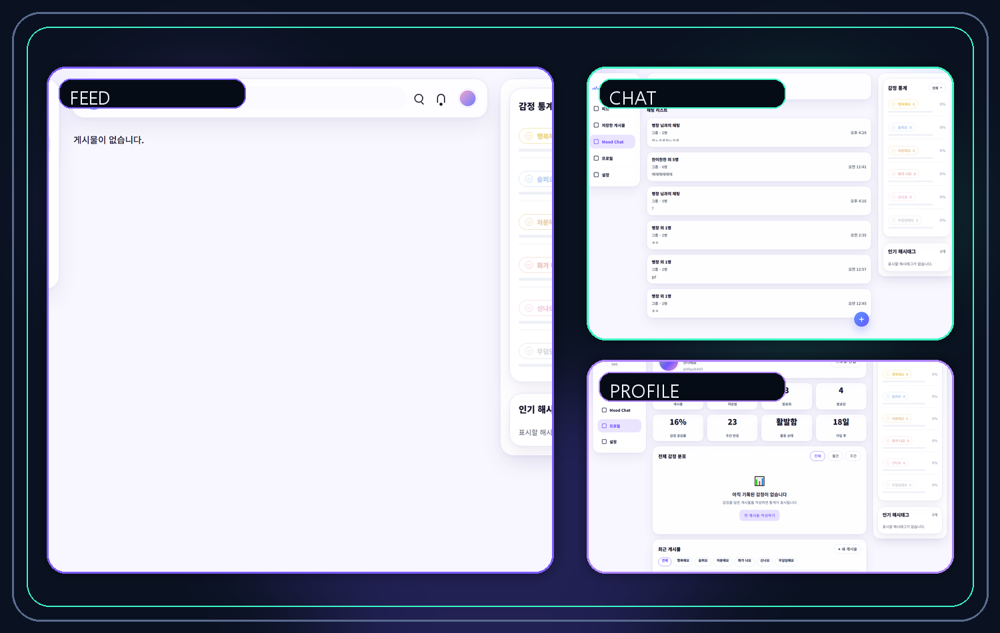 FEED
게시물이 없습니다.
감정 통계
행복해
슬퍼요
차분해
화가
신나요
무덤덤
인기 해시
표시할 해시
CHAT
피드
저장한 게시물
Mood Chat
프로필
설정
채팅 리스트
병장 님과의 채팅
그룹 · 2명
오후 4:29
ㅁㄴㅇㄹㅁㄴㅇㄹ
찬이찬찬 외 5명
그룹 · 6명
오전 11:41
에에에에에에
병장 님과의 채팅
그룹 · 5명
오후 4:16
?
병장 외 1명
그룹 · 2명
오전 2:35
ㅎㅇ
병장 외 1명
그룹 · 2명
오전 12:57
gd
병장 외 1명
그룹 · 2명
오전 12:45
ㅎㅇ
+
감정 통계
전체
행복해요 0
0%
슬퍼요 0
0%
차분해요 0
0%
화가 나요 0
0%
신나요 0
0%
무덤덤해요 0
0%
인기 해시태그
0개
표시할 해시태그가 없습니다.
PROFILE
SNS
Mood Chat
프로필
설정
@dlqudckd3
게시물
저장됨
3
팔로워
4
팔로잉
16%
감정 공감률
23
주간 반응
활발함
활동 상태
18일
가입 후
전체 감정 분포
전체
월간
주간
아직 기록된 감정이 없습니다
감정을 담은 게시물을 작성하면 통계가 표시됩니다
첫 게시물 작성하기
최근 게시물
+ 새 게시물
전체
행복해요
슬퍼요
차분해요
화가 나요
신나요
무덤덤해요
행복해요 0
0%
슬퍼요 0
0%
차분해요 0
0%
화가 나요 0
0%
신나요 0
0%
무덤덤해요 0
0%
인기 해시태그
0개
표시할 해시태그가 없습니다.